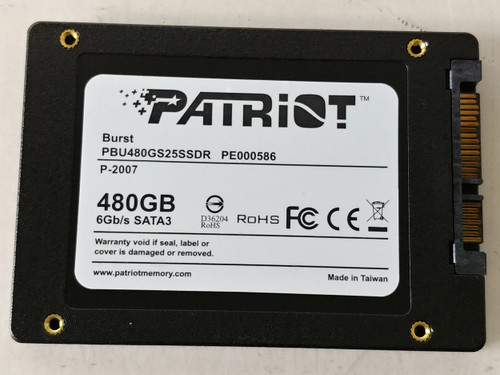 PATRIOT™
Burst
PBU480GS25SSDR PE000586
P-2007
480GB
6Gb/s SATA3
D36204
RoHS
RoHS FC CE
Warranty void if seal, label or
cover is damaged or removed.
www.patriotmemory.com
Made in Taiwan